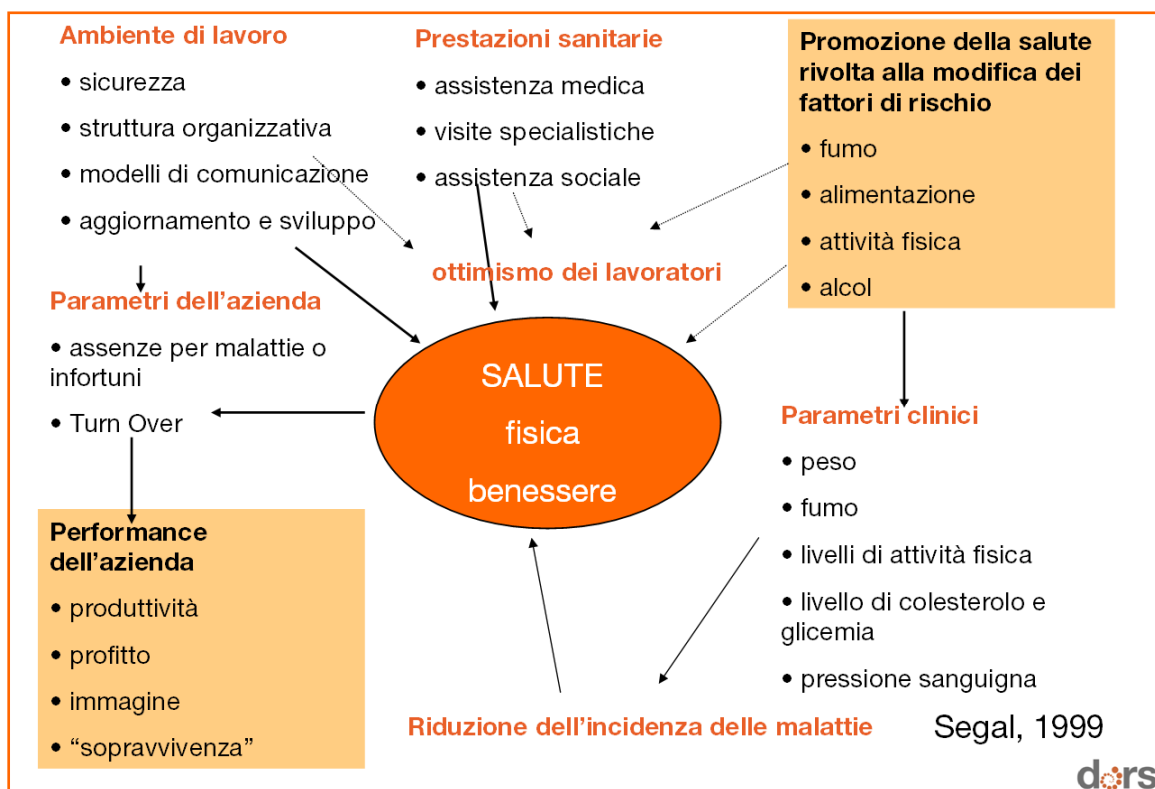 Ambiente di lavoro
• sicurezza
• struttura organizzativa
• modelli di comunicazione
• aggiornamento e sviluppo
Prestazioni sanitarie
• assistenza medica
• visite specialistiche
• assistenza sociale
Promozione della salute
rivolta alla modifica dei
fattori di rischio
• fumo
• alimentazione
• attività fisica
• alcol
ottimismo dei lavoratori
Parametri dell’azienda
• assenze per malattie o
infortuni
• Turn Over
SALUTE
fisica
benessere
Parametri clinici
• peso
• fumo
• livelli di attività fisica
• livello di colesterolo e
glicemia
• pressione sanguigna
Performance
dell’azienda
• produttività
• profitto
• immagine
• “sopravvivenza”
Riduzione dell’incidenza delle malattie
Segal, 1999
dors